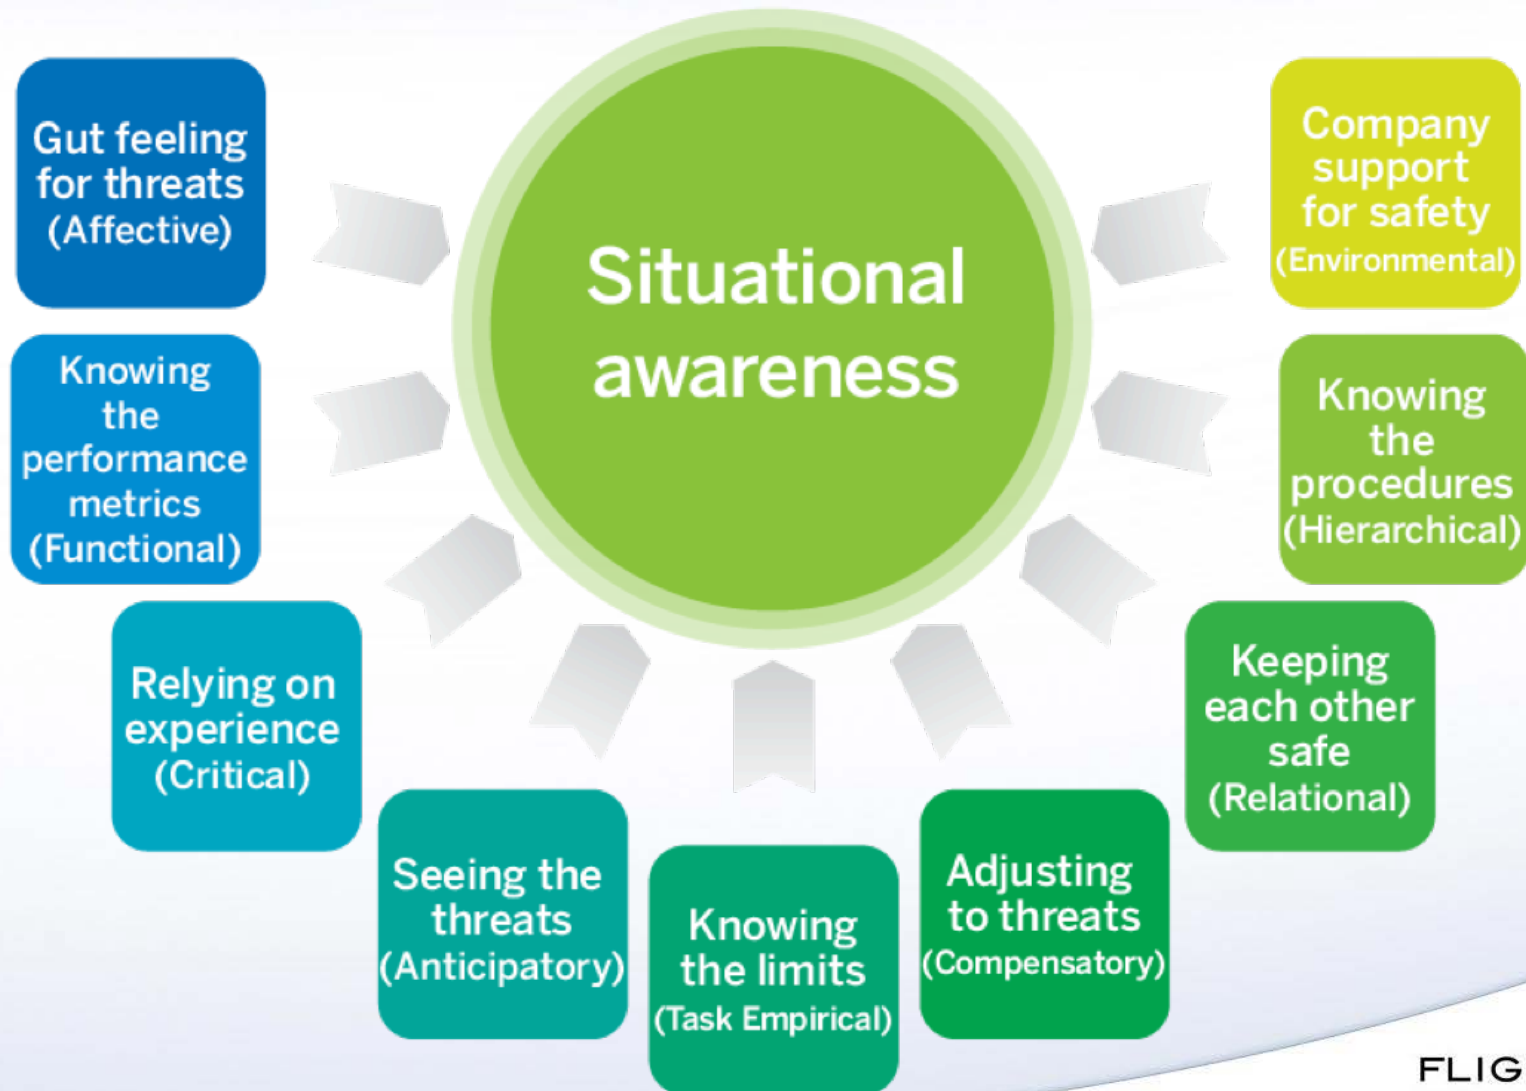 Situational
awareness
Gut feeling
for threats
(Affective)
Knowing
the
performance
metrics
(Functional)
Relying on
experience
(Critical)
Seeing the
threats
(Anticipatory)
Knowing
the limits
(Task Empirical)
Adjusting
to threats
(Compensatory)
Keeping
each other
safe
(Relational)
Knowing
the
procedures
(Hierarchical)
Company
support
for safety
(Environmental)
FLIG